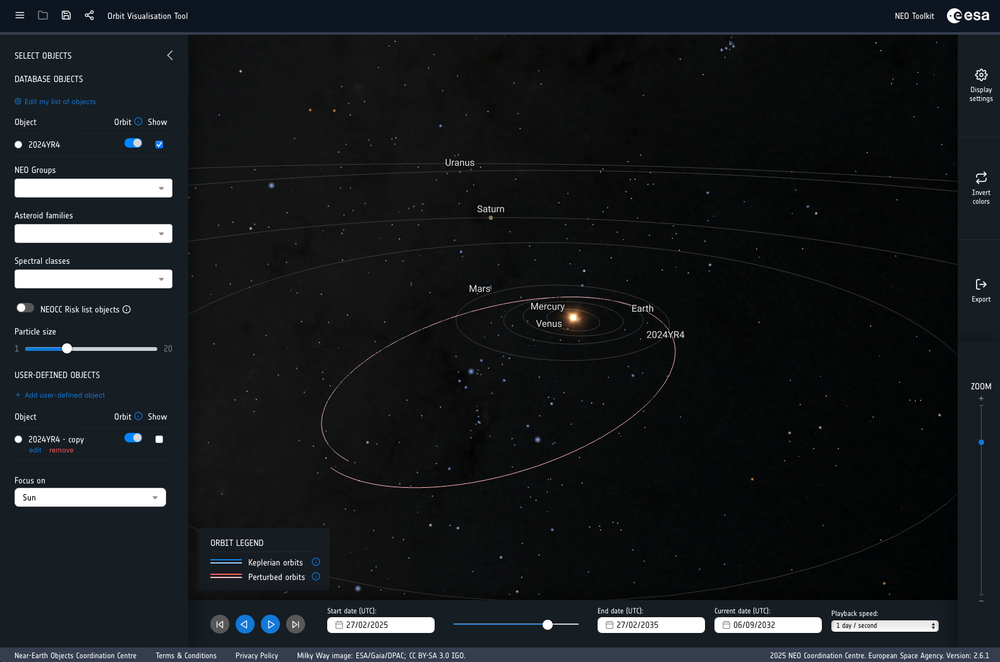 Orbit Visualisation Tool
NEO Toolkit
esa
SELECT OBJECTS
DATABASE OBJECTS
Edit my list of objects
Object Orbit Show
2024YR4
NEO Groups
Asteroid families
Spectral classes
NEOCC Risk list objects
Particle size
1 20
USER-DEFINED OBJECTS
+ Add user-defined object
Object Orbit Show
2024YR4 - copy
edit remove
Focus on
Sun
Uranus
Saturn
Mars
Mercury
Earth
Venus
2024YR4
ORBIT LEGEND
Keplerian orbits
Perturbed orbits
Display
settings
Invert
colors
Export
ZOOM
+
−
Start date (UTC):
27/02/2025
End date (UTC):
27/02/2035
Current date (UTC):
06/09/2032
Playback speed:
1 day / second
Near-Earth Objects Coordination Centre Terms & Conditions Privacy Policy Milky Way image: ESA/Gaia/DPAC; CC BY-SA 3.0 IGO. 2025 NEO Coordination Centre. European Space Agency. Version: 2.6.1